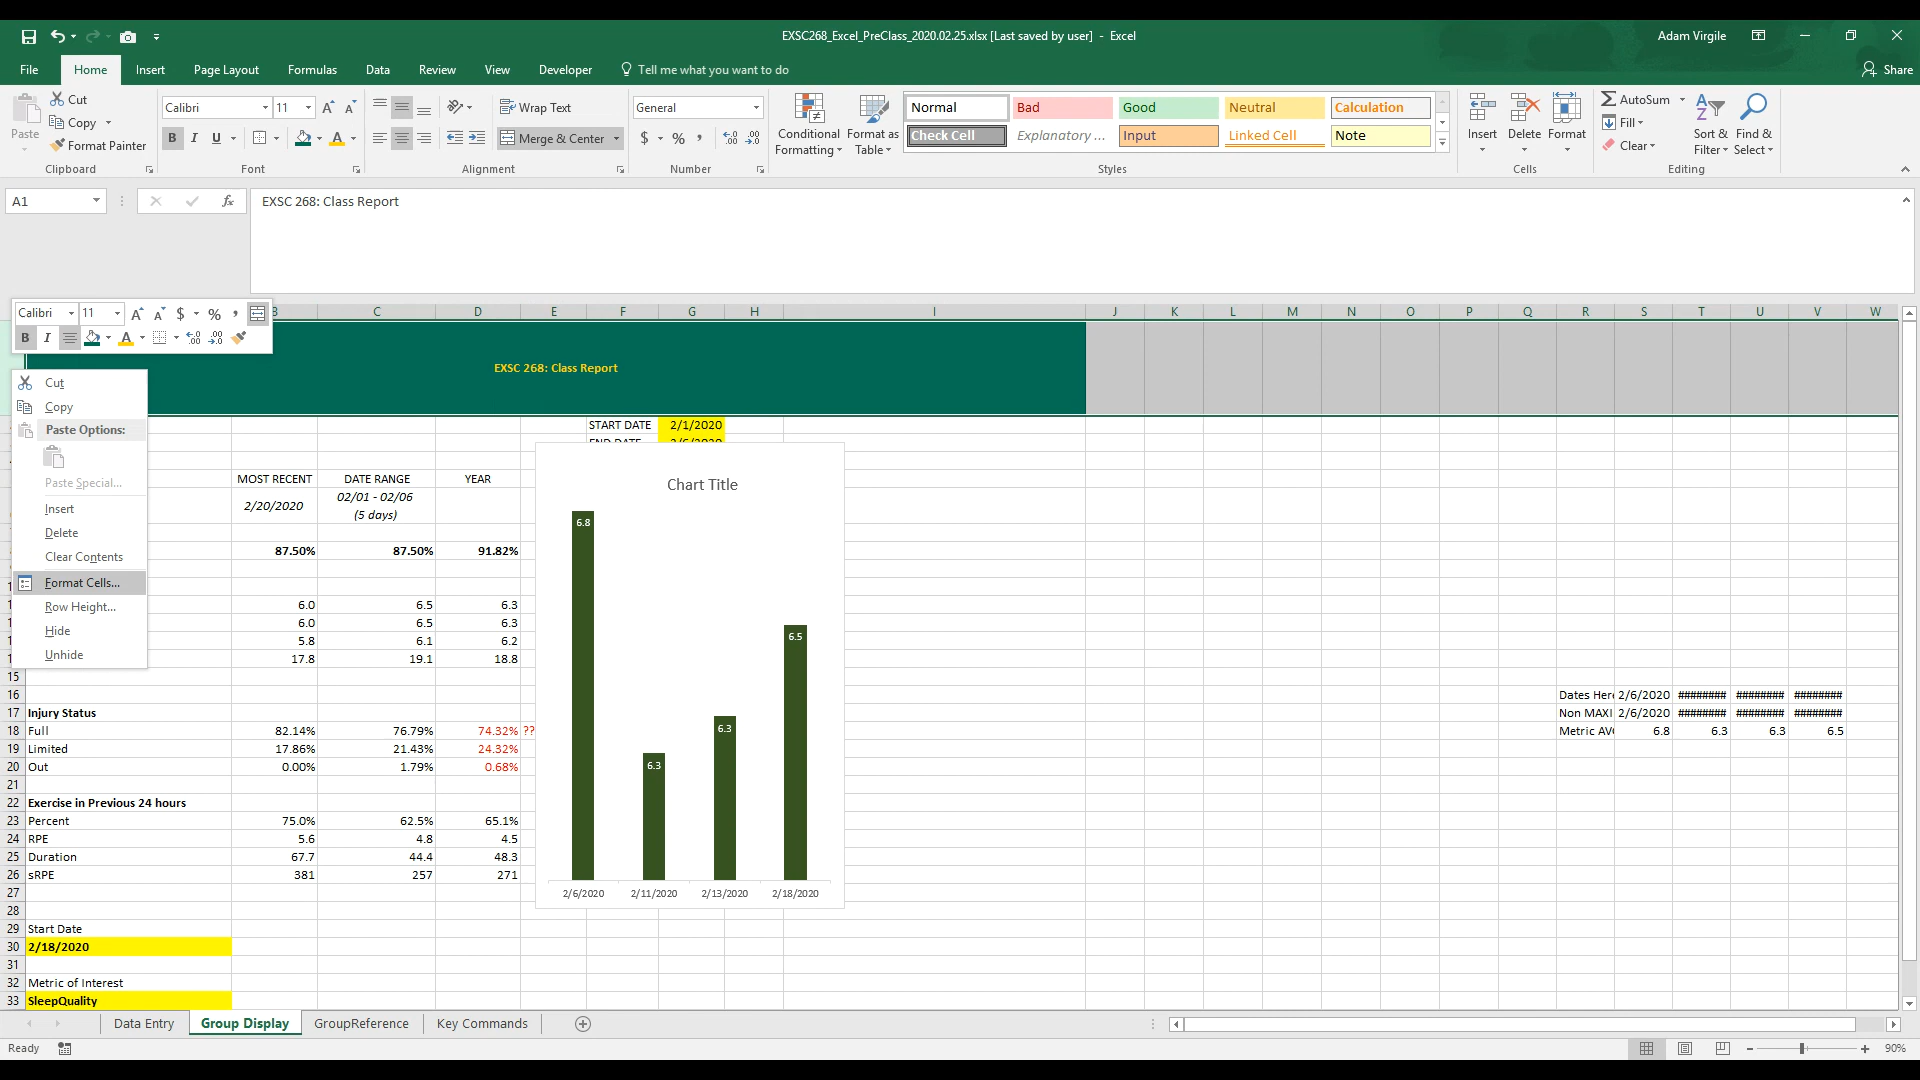 EXSC268_Excel_PreClass_2020.02.25.xlsx [Last saved by user] - Excel
Adam Virgile
File Home Insert Page Layout Formulas Data Review View Developer Tell me what you want to do Share
Paste Cut Copy Format Painter Clipboard
Calibri 11 B I U A Font
Wrap Text Merge & Center Alignment
General $ % , Number
Conditional Formatting Format as Table
Normal Bad Good Neutral Calculation
Check Cell Explanatory ... Input Linked Cell Note
Styles
Insert Delete Format Cells
AutoSum Fill Clear Sort & Filter Find & Select Editing
A1 fx EXSC 268: Class Report
Calibri 11 $ % ,
B I A
B C D E F G H I J K L M N O P Q R S T U V W
EXSC 268: Class Report
Cut
Copy
Paste Options:
Paste Special...
Insert
Delete
Clear Contents
Format Cells...
Row Height...
Hide
Unhide
START DATE 2/1/2020
END DATE 2/6/2020
MOST RECENT DATE RANGE YEAR
2/20/2020 02/01 - 02/06
(5 days)
87.50% 87.50% 91.82%
6.0 6.5 6.3
6.0 6.5 6.3
5.8 6.1 6.2
17.8 19.1 18.8
15
16
17 Injury Status
18 Full 82.14% 76.79% 74.32% ??
19 Limited 17.86% 21.43% 24.32%
20 Out 0.00% 1.79% 0.68%
21
22 Exercise in Previous 24 hours
23 Percent 75.0% 62.5% 65.1%
24 RPE 5.6 4.8 4.5
25 Duration 67.7 44.4 48.3
26 sRPE 381 257 271
27
28
29 Start Date
30 2/18/2020
31
32 Metric of Interest
33 SleepQuality
Chart Title
6.8 6.3 6.3 6.5
2/6/2020 2/11/2020 2/13/2020 2/18/2020
Dates Her 2/6/2020 ######## ######## ########
Non MAXI 2/6/2020 ######## ######## ########
Metric AV 6.8 6.3 6.3 6.5
Data Entry Group Display GroupReference Key Commands
Ready 90%